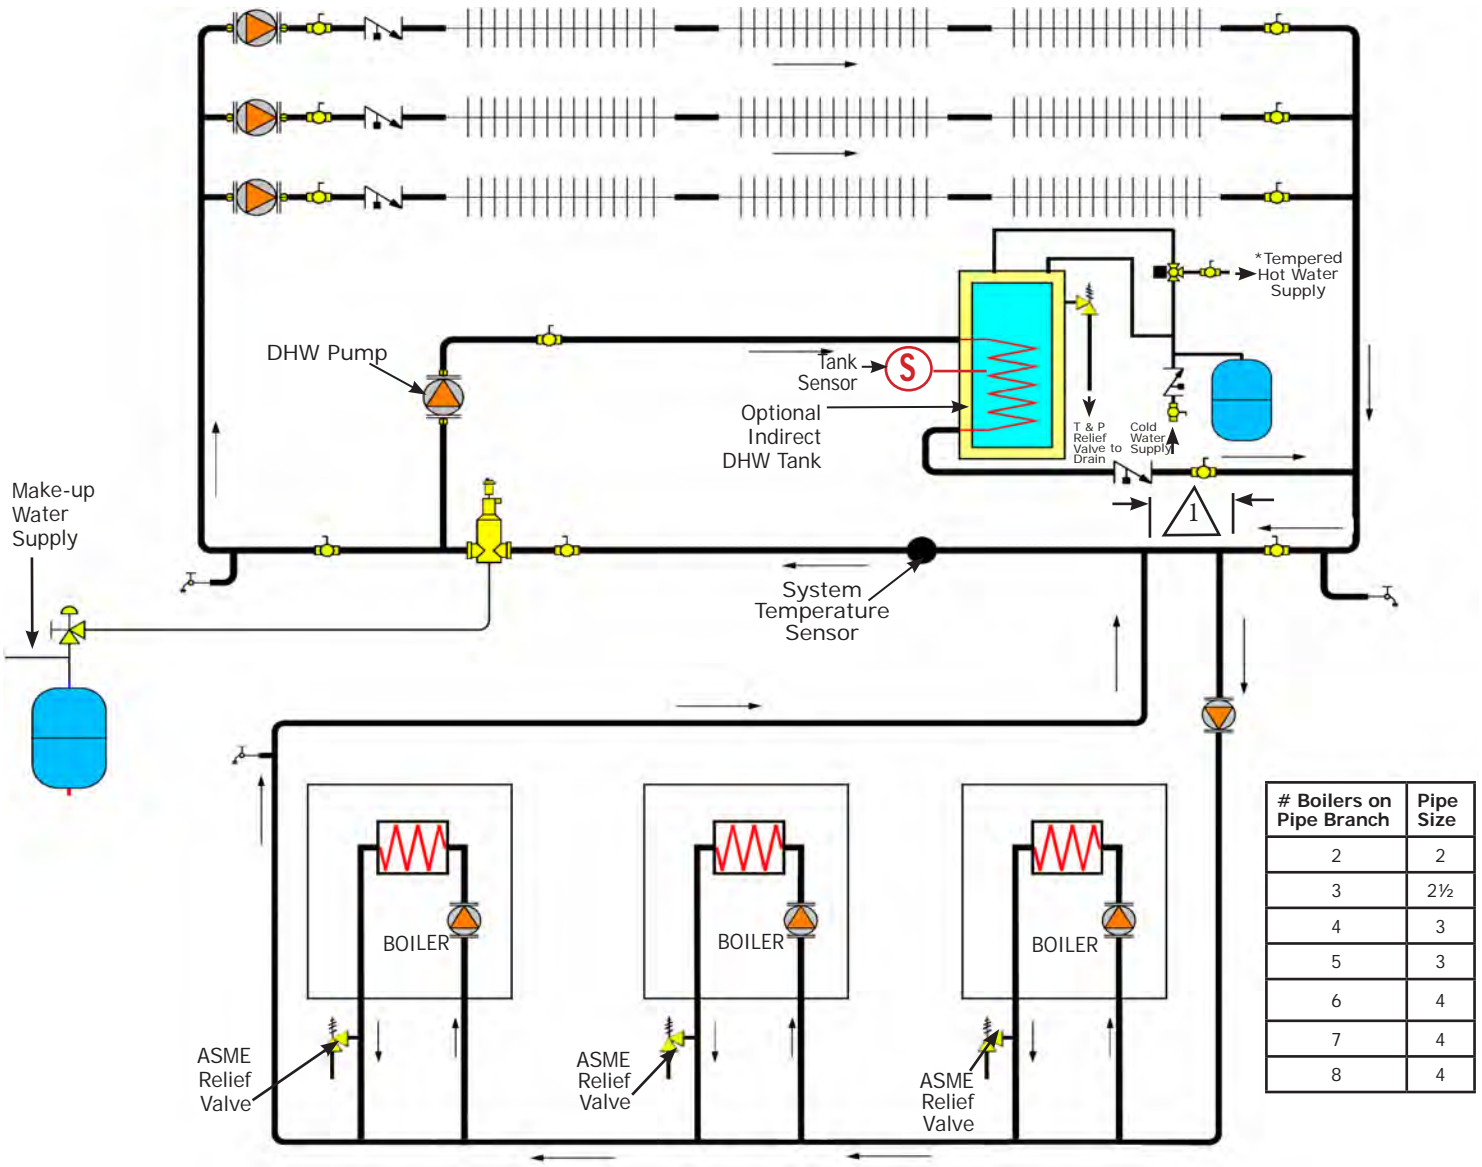 *Tempered
Hot Water
Supply
DHW Pump
Tank
Sensor
S
Optional
Indirect
DHW Tank
T & P
Relief
Valve to
Drain
Cold
Water
Supply
Make-up
Water
Supply
1
System
Temperature
Sensor
BOILER
BOILER
BOILER
ASME
Relief
Valve
ASME
Relief
Valve
ASME
Relief
Valve
# Boilers on
Pipe Branch
Pipe
Size
2 2
3 2½
4 3
5 3
6 4
7 4
8 4